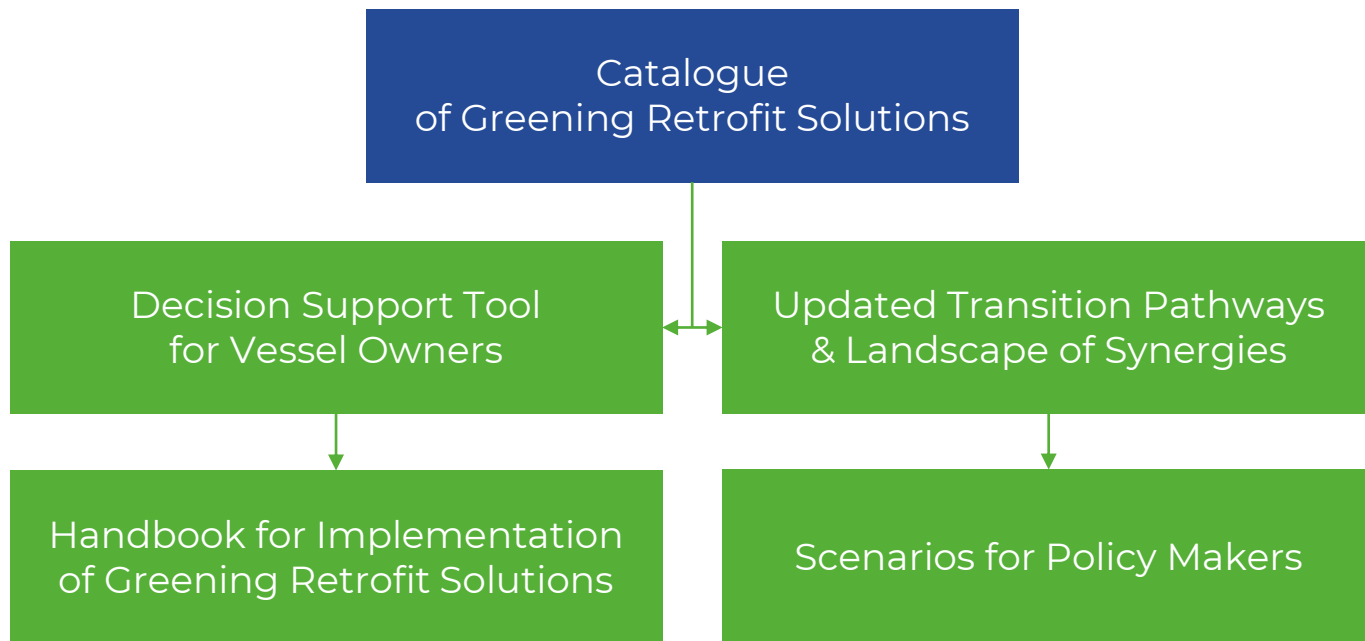 Catalogue
of Greening Retrofit Solutions
Decision Support Tool
for Vessel Owners
Updated Transition Pathways
& Landscape of Synergies
Handbook for Implementation
of Greening Retrofit Solutions
Scenarios for Policy Makers